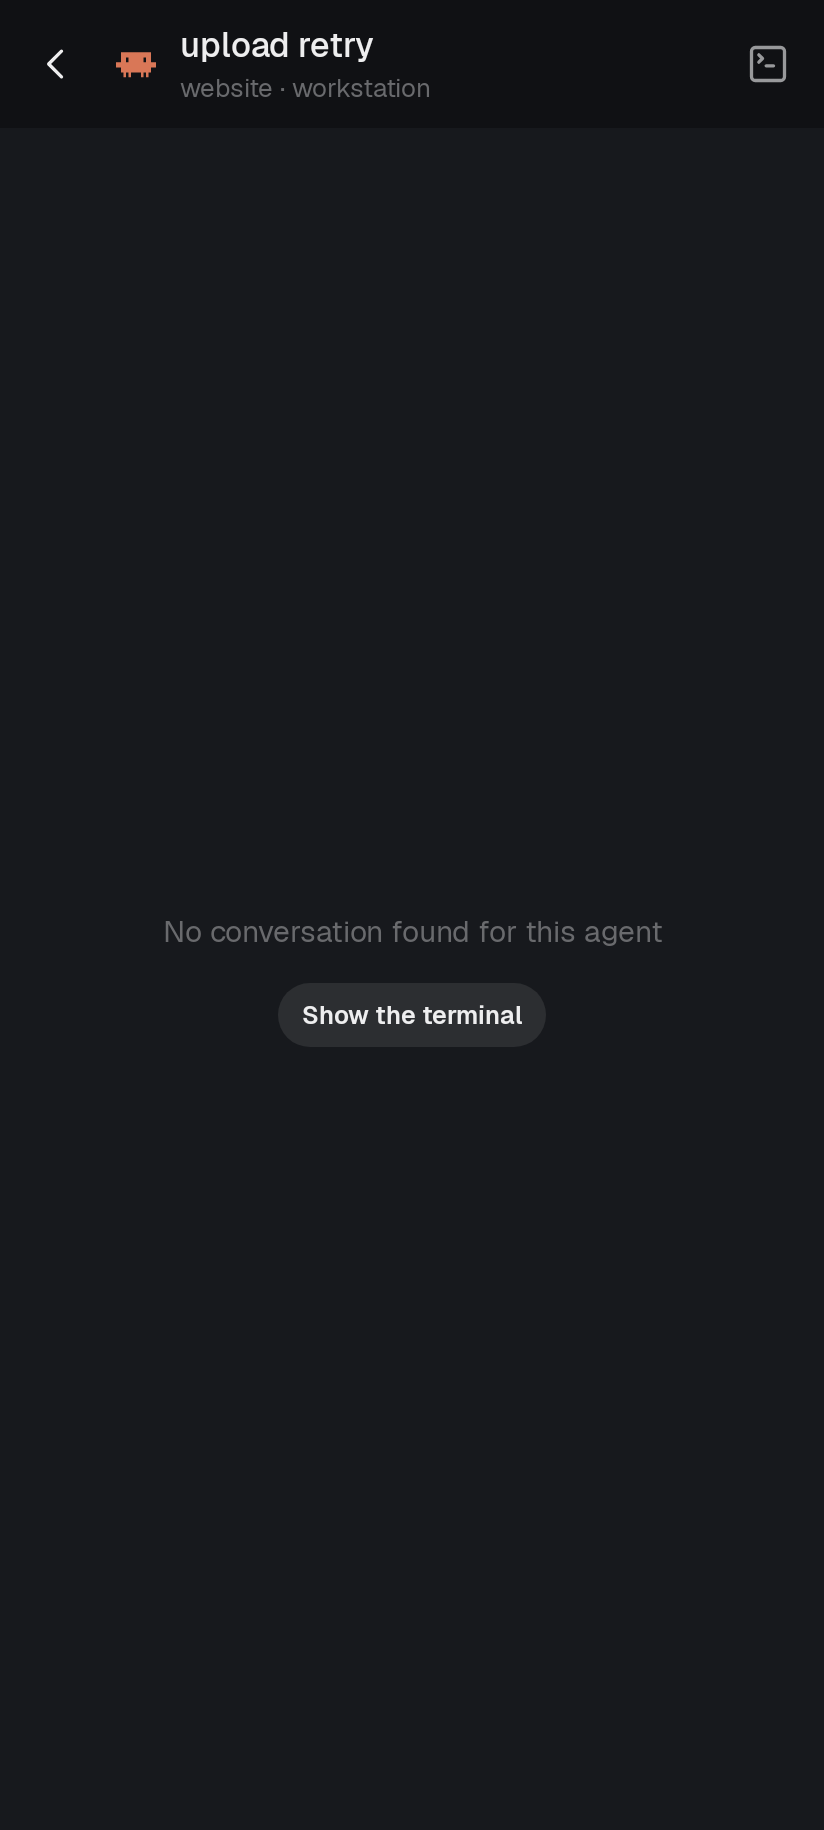 upload retry
website · workstation
No conversation found for this agent
Show the terminal